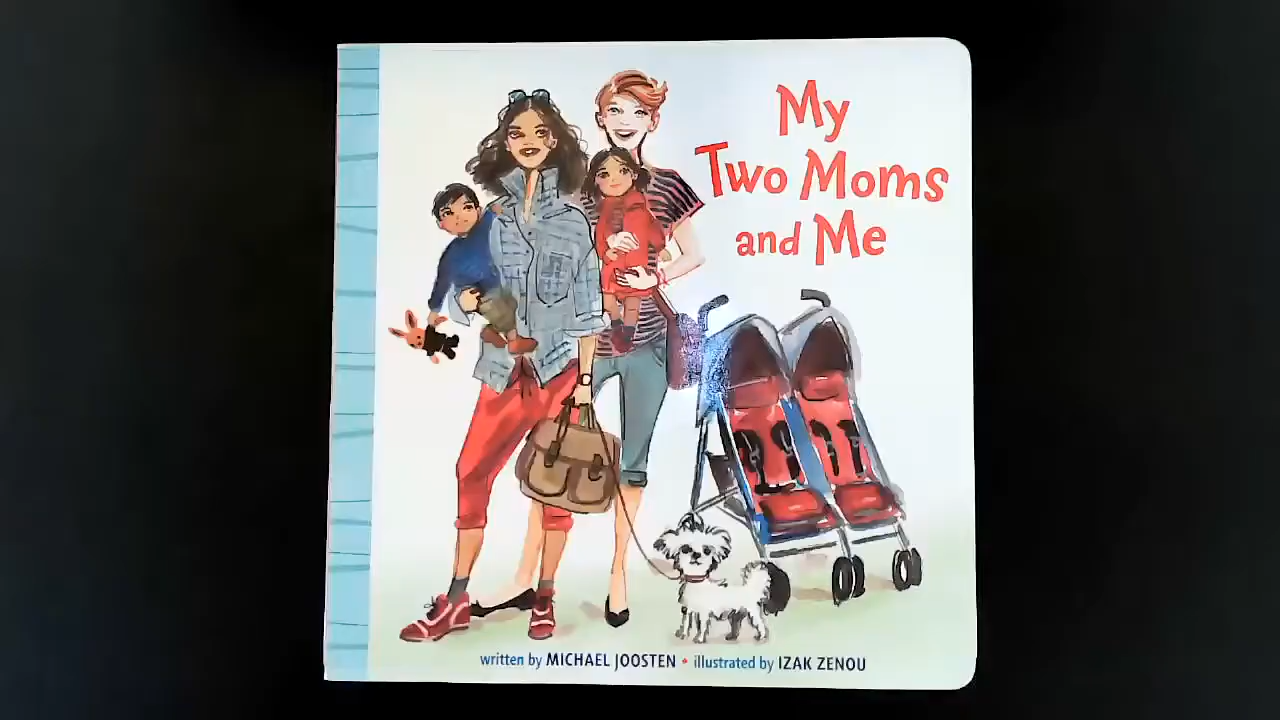 My
Two Moms
and Me
written by MICHAEL JOOSTEN • illustrated by IZAK ZENOU